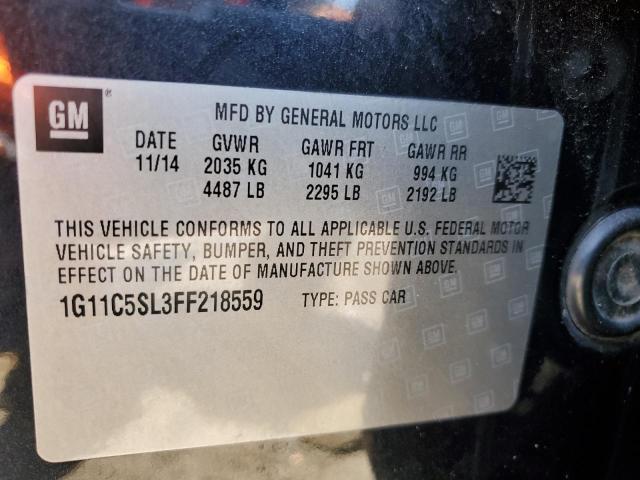 GM ®
MFD BY GENERAL MOTORS LLC
DATE GVWR GAWR FRT GAWR RR
11/14 2035 KG 1041 KG 994 KG
4487 LB 2295 LB 2192 LB
THIS VEHICLE CONFORMS TO ALL APPLICABLE U.S. FEDERAL MOTOR
VEHICLE SAFETY, BUMPER, AND THEFT PREVENTION STANDARDS IN
EFFECT ON THE DATE OF MANUFACTURE SHOWN ABOVE.
1G11C5SL3FF218559 TYPE: PASS CAR